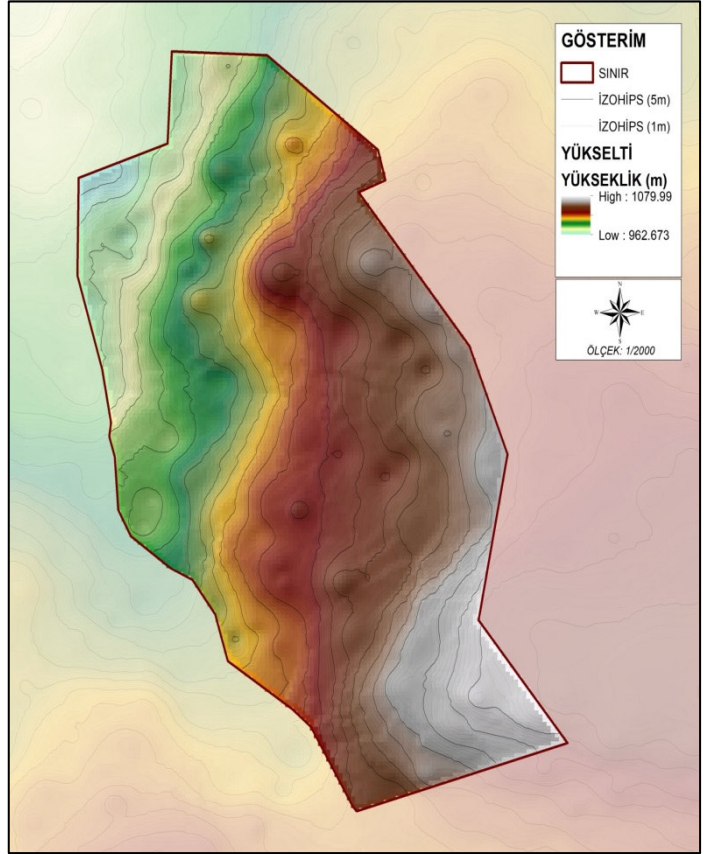 GÖSTERİM
SINIR
İZOHİPS (5m)
İZOHİPS (1m)
YÜKSELTİ
YÜKSEKLİK (m)
High : 1079.99
Low : 962.673
N
W E
S
ÖLÇEK: 1/2000